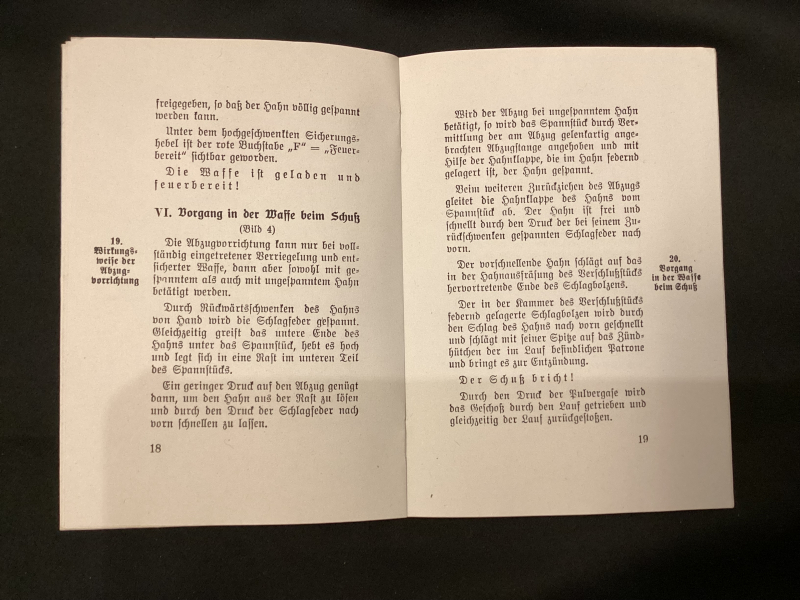 freigegeben, so daß der Hahn völlig gespannt
werden kann.
Unter dem hochgeschwenkten Sicherungs-
hebel ist der rote Buchstabe „F“ = „Feuer-
bereit“ sichtbar geworden.
Die Waffe ist geladen und
feuerbereit!
VI. Vorgang in der Waffe beim Schuß
(Bild 4)
19.
Wirkungs-
weise der
Abzug-
vorrichtung
Die Abzugvorrichtung kann nur bei voll-
ständig eingetretener Verriegelung und ent-
sicherter Waffe, dann aber sowohl mit ge-
spanntem als auch mit ungespanntem Hahn
betätigt werden.
Durch Rückwärtsschwenken des Hahns
von Hand wird die Schlagfeder gespannt.
Gleichzeitig greift das untere Ende des
Hahns unter das Spannstück, hebt es hoch
und legt sich in eine Rast im unteren Teil
des Spannstücks.
Ein geringer Druck auf den Abzug genügt
dann, um den Hahn aus der Rast zu lösen
und durch den Druck der Schlagfeder nach
vorn schnellen zu lassen.
18
Wird der Abzug bei ungespanntem Hahn
betätigt, so wird das Spannstück durch Ver-
mittlung der am Abzug gelenkartig ange-
brachten Abzugstange angehoben und mit
Hilfe der Hahnklappe, die im Hahn federnd
gelagert ist, der Hahn gespannt.
Beim weiteren Zurückziehen des Abzugs
gleitet die Hahnklappe des Hahns vom
Spannstück ab. Der Hahn ist frei und
schnellt durch den Druck der bei seinem Zu-
rückschwenken gespannten Schlagfeder nach
vorn.
20.
Vorgang
in der Waffe
beim Schuß
Der vorschnellende Hahn schlägt auf das
in der Hahnausfräsung des Verschlußstücks
hervortretende Ende des Schlagbolzens.
Der in der Kammer des Verschlußstücks
federnd gelagerte Schlagbolzen wird durch
den Schlag des Hahns nach vorn geschnellt
und schlägt mit seiner Spitze auf das Zünd-
hütchen der im Lauf befindlichen Patrone
und bringt es zur Entzündung.
Der Schuß bricht!
Durch den Druck der Pulvergase wird
das Geschoß durch den Lauf getrieben und
gleichzeitig der Lauf zurückgestoßen.
19